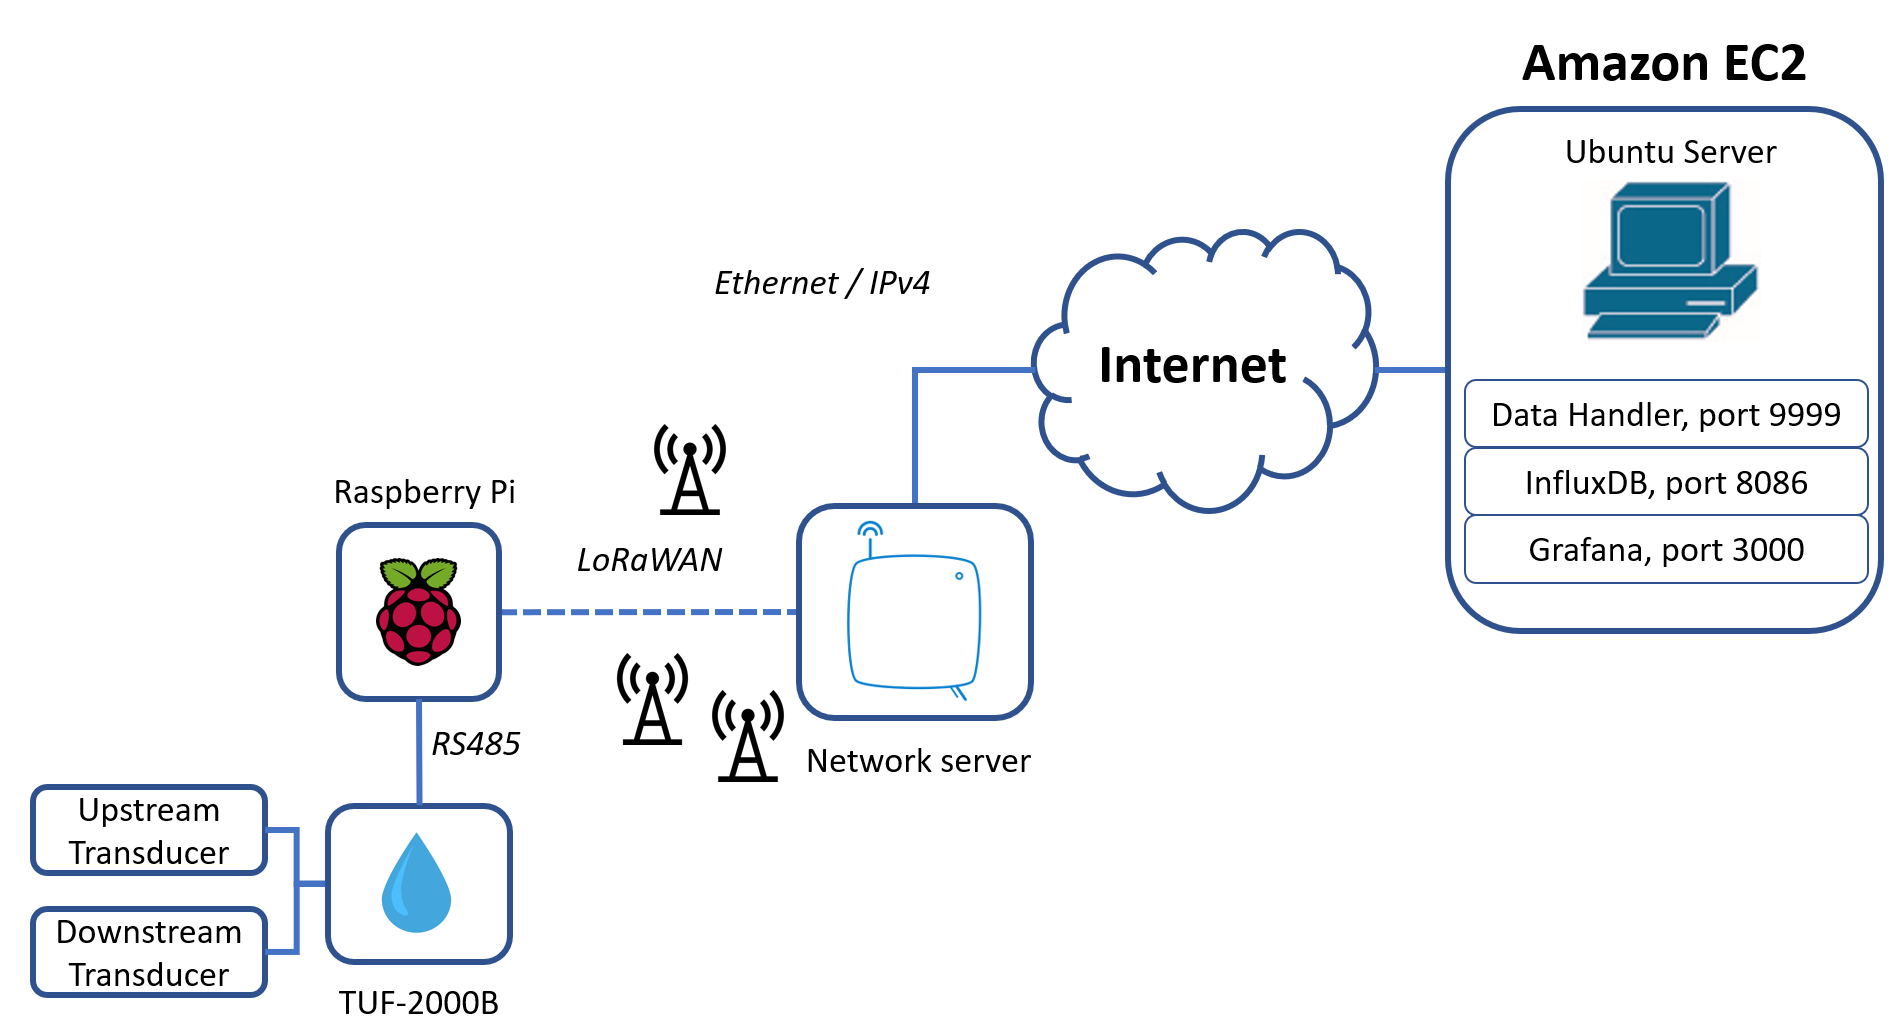 Amazon EC2
Ubuntu Server
Ethernet / IPv4
Internet
Data Handler, port 9999
InfluxDB, port 8086
Grafana, port 3000
Raspberry Pi
LoRaWAN
RS485
Network server
Upstream
Transducer
Downstream
Transducer
TUF-2000B